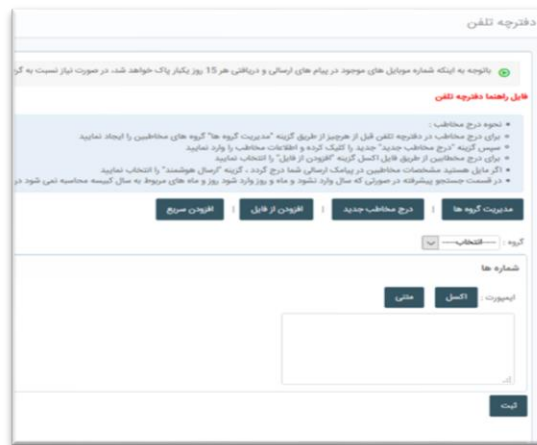 دفترچه تلفن
باتوجه به اینکه شماره موبایل های موجود در پیام های ارسالی و دریافتی هر 15 روز یکبار پاک خواهد شد، در صورت نیاز نسبت به
فایل راهنما دفترچه تلفن
نحوه درج مخاطب :
برای درج مخاطب در دفترچه تلفن قبل از هرچیز از طریق گزینه "مدیریت گروه ها" گروه های مخاطبین را ایجاد نمایید
سپس گزینه "درج مخاطب جدید" جدید را کلیک کرده و اطلاعات مخاطب را وارد نمایید
برای درج مخطابین از طریق فایل اکسل گزینه "افزودن از فایل" را انتخاب نمایید
اگر مایل هستید مشخصات مخاطبین در پیامک ارسالی شما درج گردد ، گزینه "ارسال هوشمند" را انتخاب نمایید
در قسمت جستجو پیشرفته در صورتی که سال وارد نشود و ماه و روز وارد شود روز و ماه های مربوط به سال کبیسه محاسبه نمی شود
مدیریت گروه ها | درج مخاطب جدید | افزودن از فایل | افزودن سریع
گروه : -----انتخاب-----
شماره ها
ایمپورت : اکسل متنی
ثبت